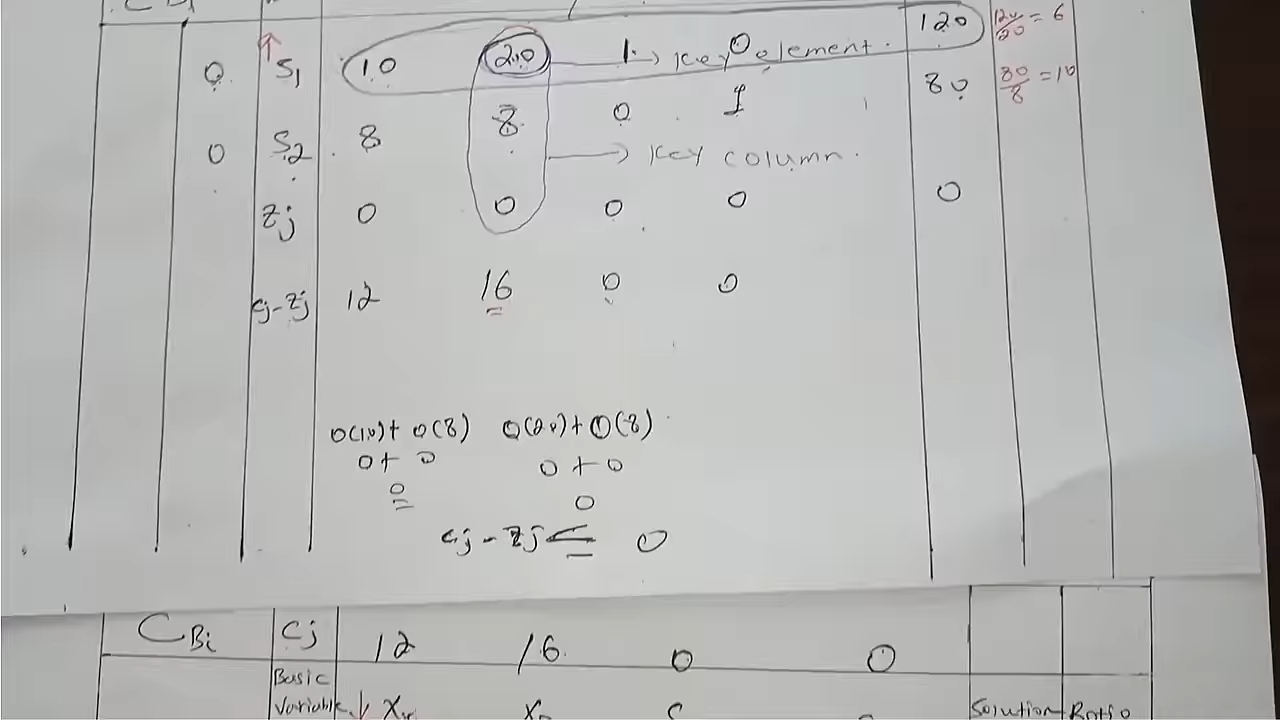 0 S1 10 20 1 → Key 0 element. 120 120/20 = 6
0 S2 8 8 0 1 80 80/8 = 10
→ Key column.
Zj 0 0 0 0 0
Cj-Zj 12 16 0 0
0(10)+ 0(8) 0(20)+0(8)
0+ 0 0 + 0
0 0
Cj - Zj ≤ 0
CBi Cj 12 16 0 0
Basic
Variable Solution Ratio